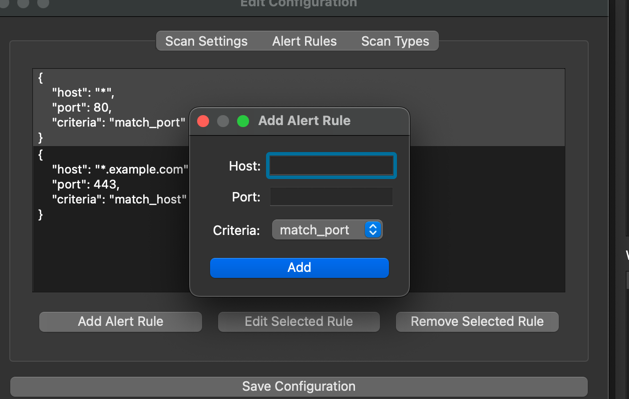 Edit Configuration
Scan Settings Alert Rules Scan Types
{
"host": "*",
"port": 80,
"criteria": "match_port"
}
{
"host": "*.example.com"
"port": 443,
"criteria": "match_host"
}
Add Alert Rule
Host:
Port:
Criteria: match_port
Add
Add Alert Rule Edit Selected Rule Remove Selected Rule
Save Configuration